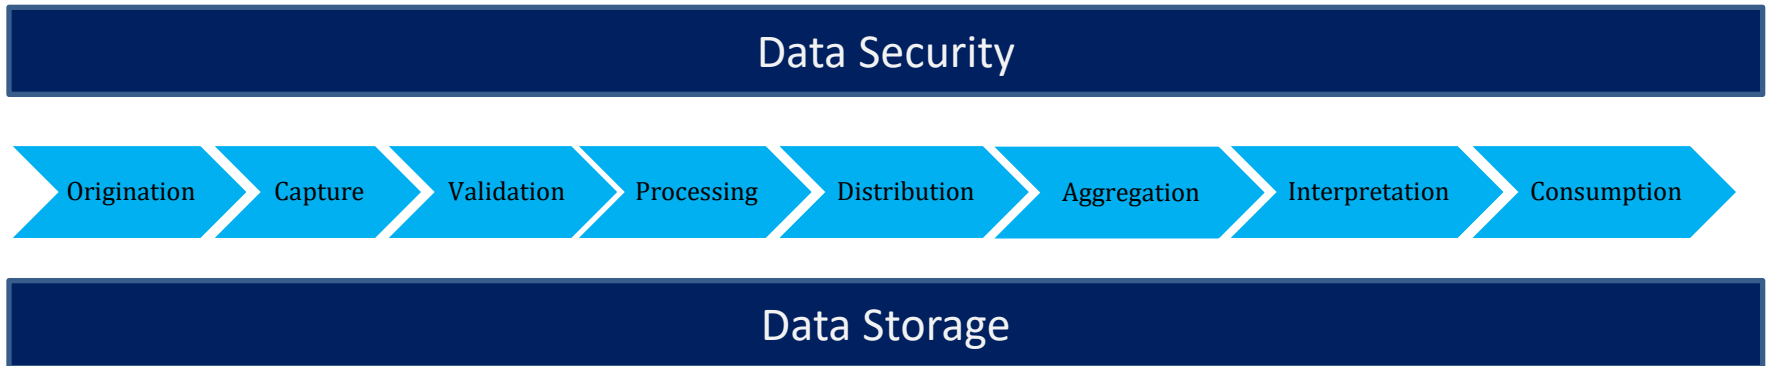 Data Security
Origination Capture Validation Processing Distribution Aggregation Interpretation Consumption
Data Storage